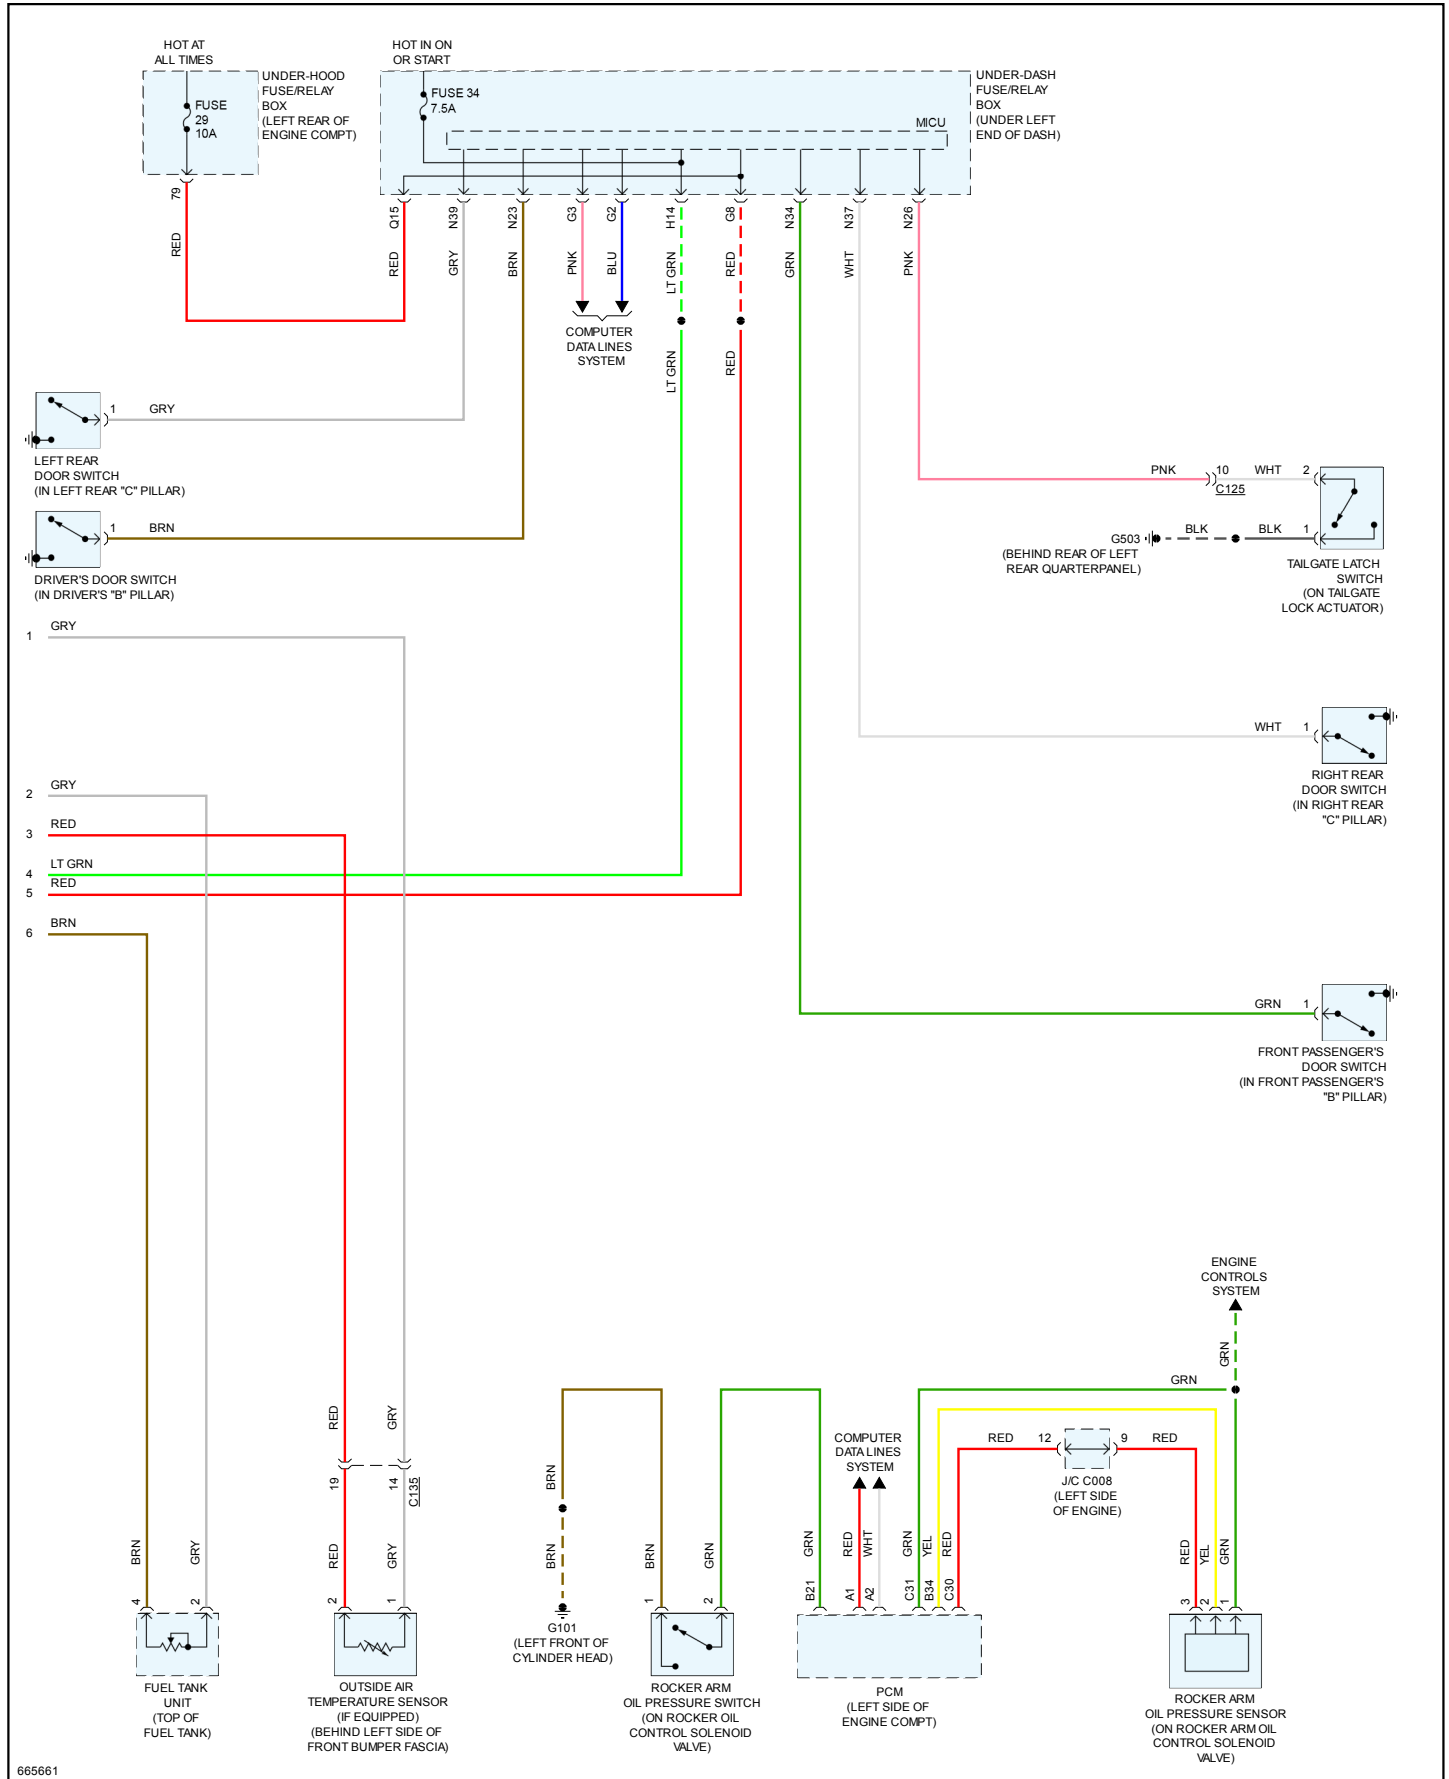 HOT AT
ALL TIMES
HOT IN ON
OR START
UNDER-HOOD
FUSE/RELAY
BOX
(LEFT REAR OF
ENGINE COMPT)
FUSE
29
10A
FUSE 34
7.5A
MICU
UNDER-DASH
FUSE/RELAY
BOX
(UNDER LEFT
END OF DASH)
79
Q15
N39
N23
G3
G2
H14
G8
N34
N37
N26
RED
RED
GRY
BRN
PNK
BLU
LT GRN
RED
GRN
WHT
PNK
COMPUTER
DATA LINES
SYSTEM
LT GRN
RED
1
GRY
LEFT REAR
DOOR SWITCH
(IN LEFT REAR "C" PILLAR)
PNK
10
WHT
2
C125
1
BRN
DRIVER'S DOOR SWITCH
(IN DRIVER'S "B" PILLAR)
G503
(BEHIND REAR OF LEFT
REAR QUARTERPANEL)
BLK
BLK
1
TAILGATE LATCH
SWITCH
(ON TAILGATE
LOCK ACTUATOR)
1
GRY
WHT
1
RIGHT REAR
DOOR SWITCH
(IN RIGHT REAR
"C" PILLAR)
2
GRY
3
RED
4
LT GRN
5
RED
6
BRN
GRN
1
FRONT PASSENGER'S
DOOR SWITCH
(IN FRONT PASSENGER'S
"B" PILLAR)
ENGINE
CONTROLS
SYSTEM
GRN
GRN
RED
GRY
19
14
C135
COMPUTER
DATA LINES
SYSTEM
RED
12
9
RED
J/C C008
(LEFT SIDE
OF ENGINE)
BRN
BRN
BRN
GRY
RED
GRY
BRN
GRN
GRN
RED
WHT
GRN
YEL
RED
RED
YEL
GRN
4
2
2
1
1
2
B21
A1
A2
C31
B34
C30
3
2
1
G101
(LEFT FRONT OF
CYLINDER HEAD)
FUEL TANK
UNIT
(TOP OF
FUEL TANK)
OUTSIDE AIR
TEMPERATURE SENSOR
(IF EQUIPPED)
(BEHIND LEFT SIDE OF
FRONT BUMPER FASCIA)
ROCKER ARM
OIL PRESSURE SWITCH
(ON ROCKER OIL
CONTROL SOLENOID
VALVE)
PCM
(LEFT SIDE OF
ENGINE COMPT)
ROCKER ARM
OIL PRESSURE SENSOR
(ON ROCKER ARM OIL
CONTROL SOLENOID
VALVE)
665661